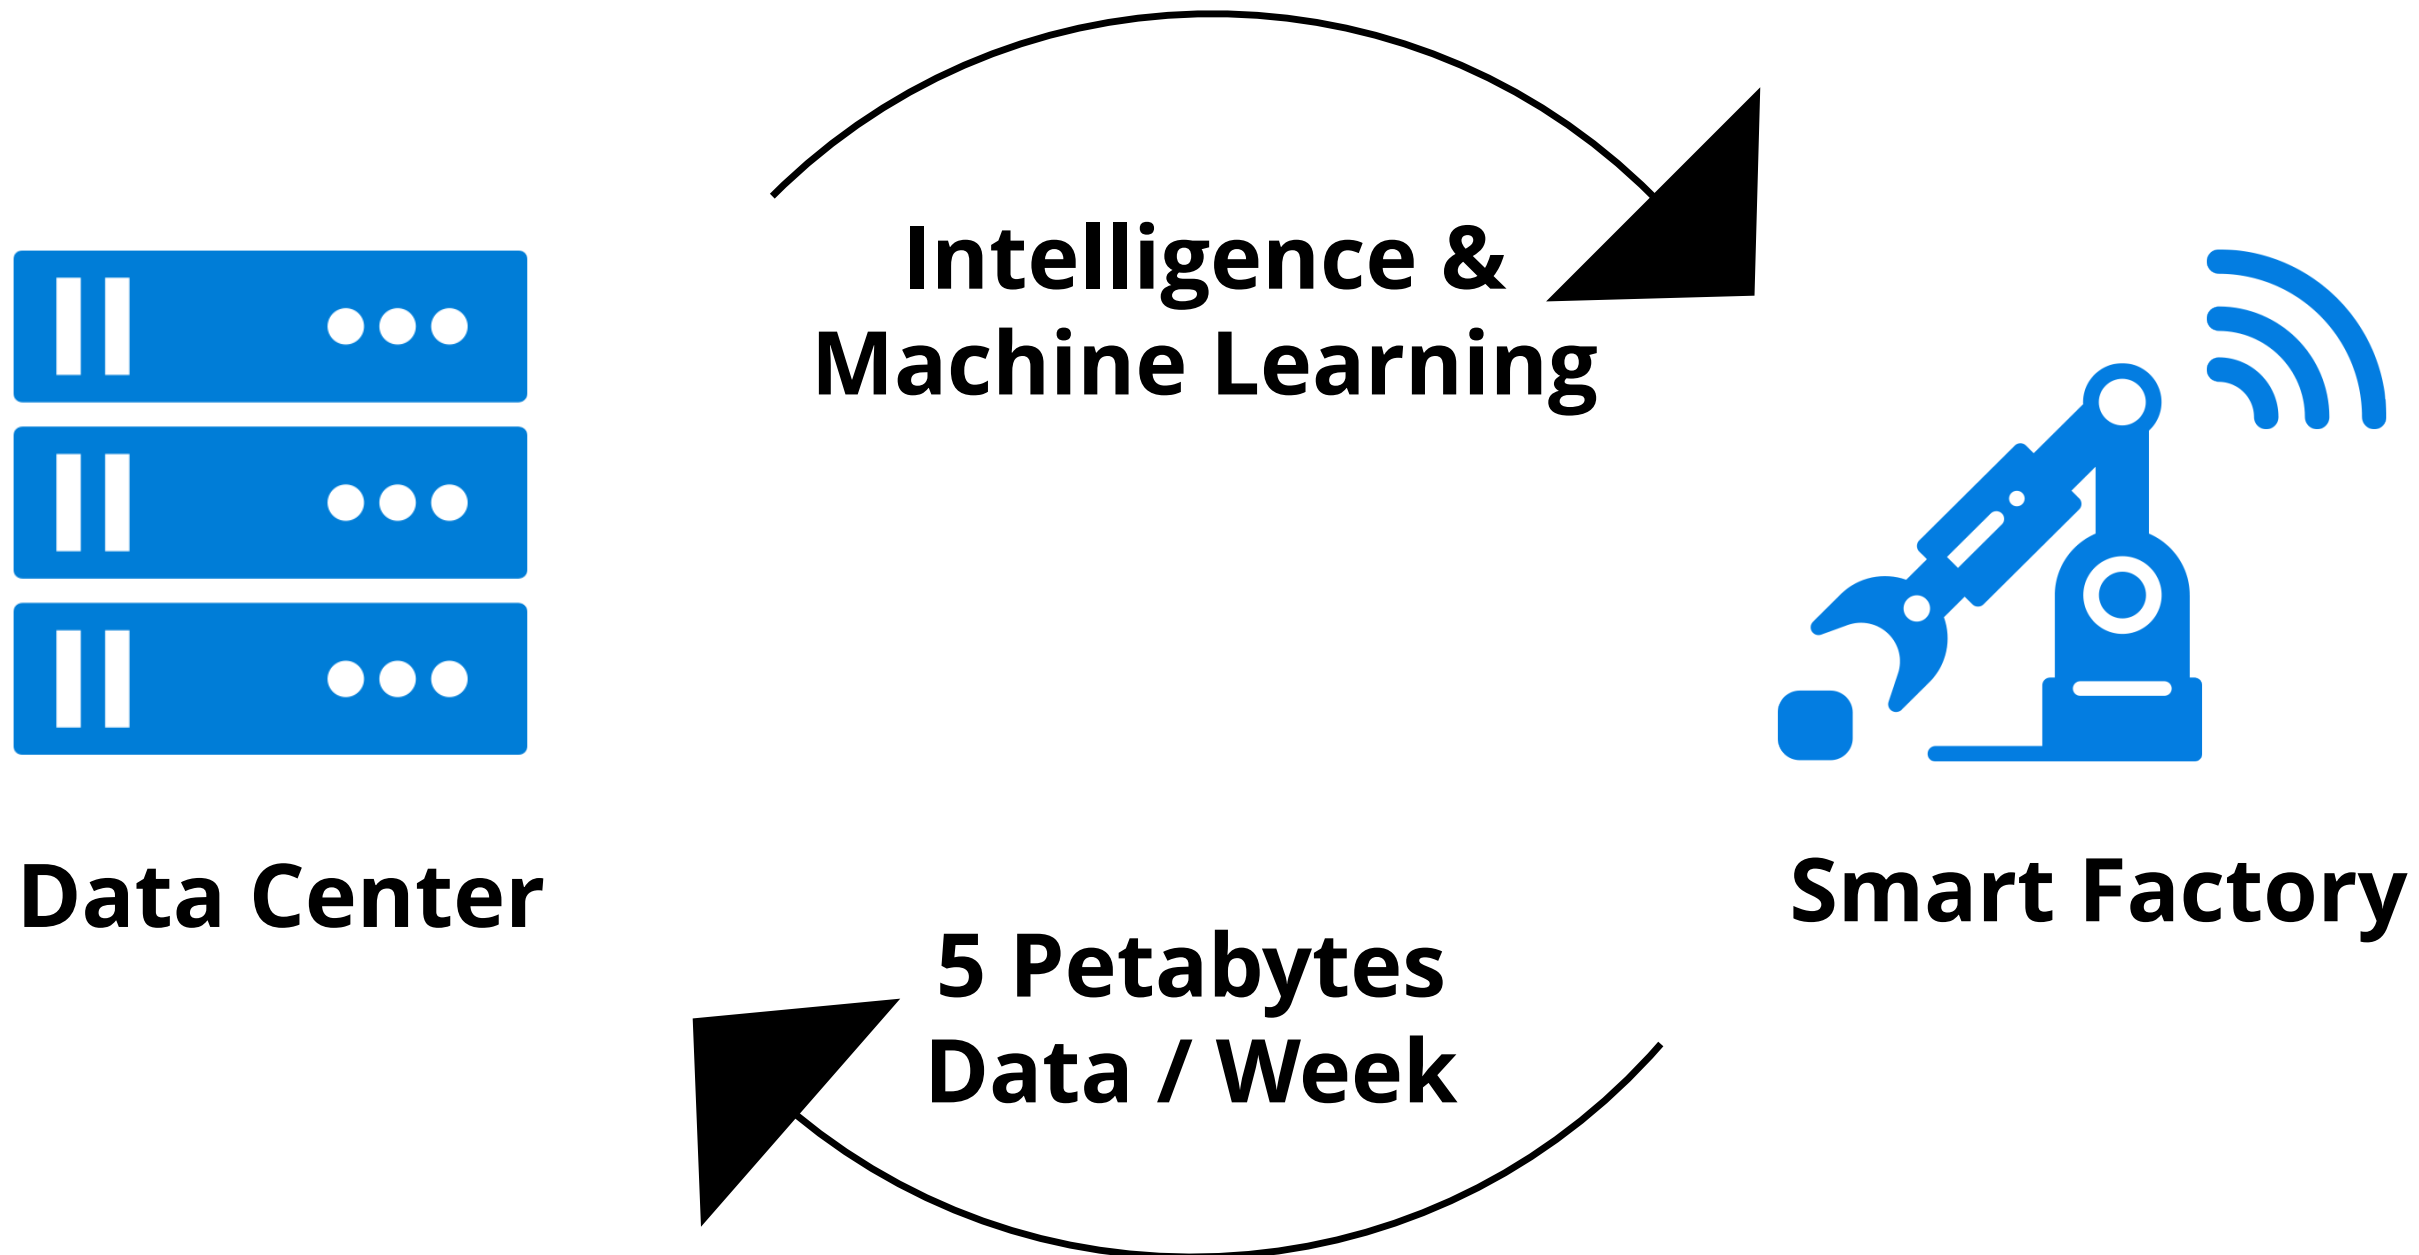 Intelligence &
Machine Learning
Data Center
Smart Factory
5 Petabytes
Data / Week